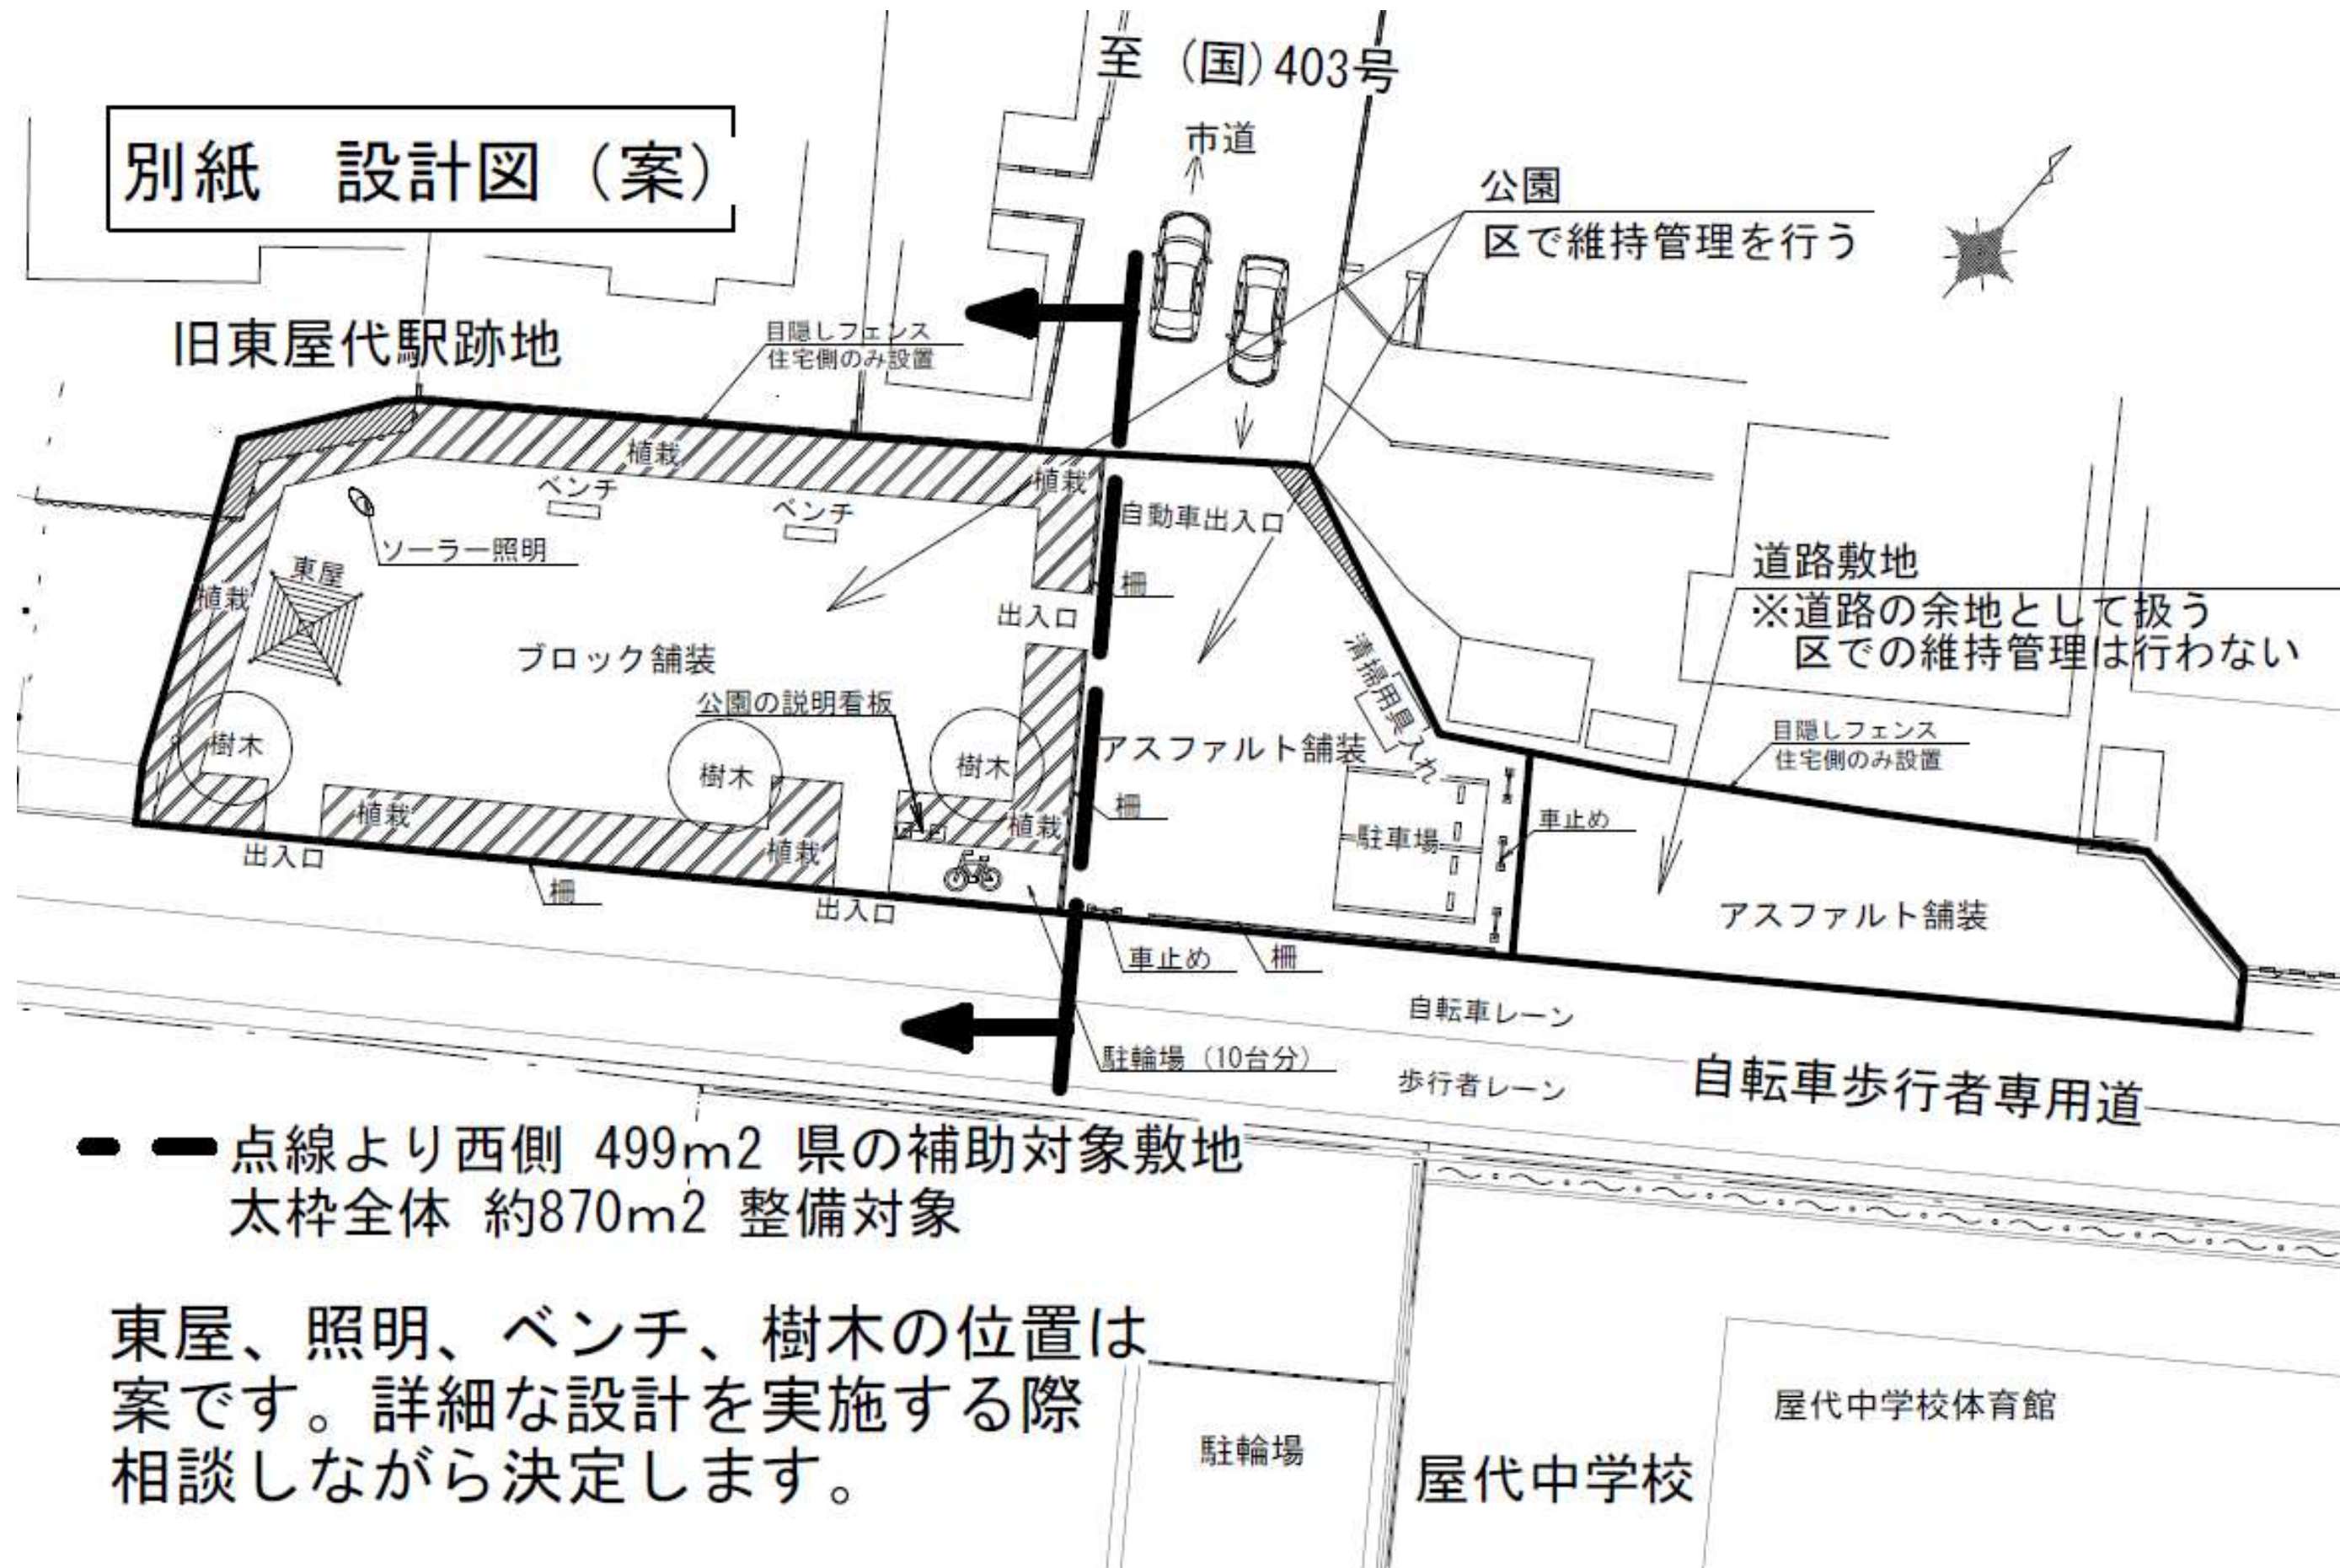 至 (国)403号
市道
別紙 設計図（案）
公園
区で維持管理を行う
旧東屋代駅跡地
目隠しフェンス
住宅側のみ設置
植栽
植栽
ベンチ
ベンチ
自動車出入口
ソーラー照明
東屋
植栽
柵
出入口
道路敷地
※道路の余地として扱う
区での維持管理は行わない
ブロック舗装
清掃用具入れ
公園の説明看板
樹木
樹木
樹木
アスファルト舗装
目隠しフェンス
住宅側のみ設置
植栽
植栽
植栽
柵
駐車場
車止め
出入口
柵
出入口
車止め
柵
アスファルト舗装
自転車レーン
駐輪場（10台分）
歩行者レーン
自転車歩行者専用道
点線より西側 499m2 県の補助対象敷地
太枠全体 約870m2 整備対象
東屋、照明、ベンチ、樹木の位置は
案です。詳細な設計を実施する際
相談しながら決定します。
駐輪場
屋代中学校
屋代中学校体育館